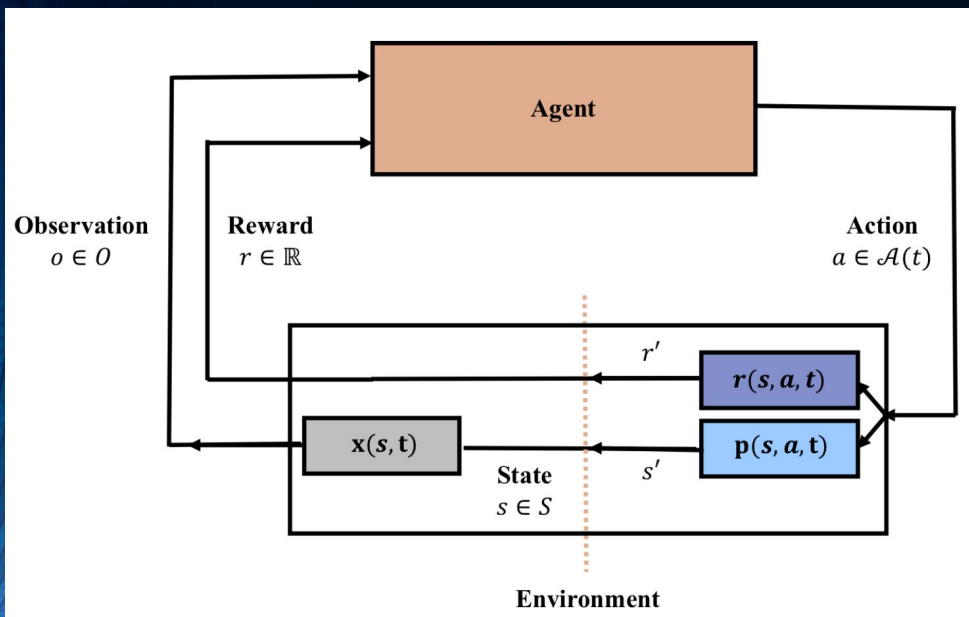 Agent
Observation
o ∈ O
Reward
r ∈ ℝ
Action
a ∈ 𝒜(t)
r′
r(s, a, t)
x(s, t)
p(s, a, t)
s′
State
s ∈ S
Environment